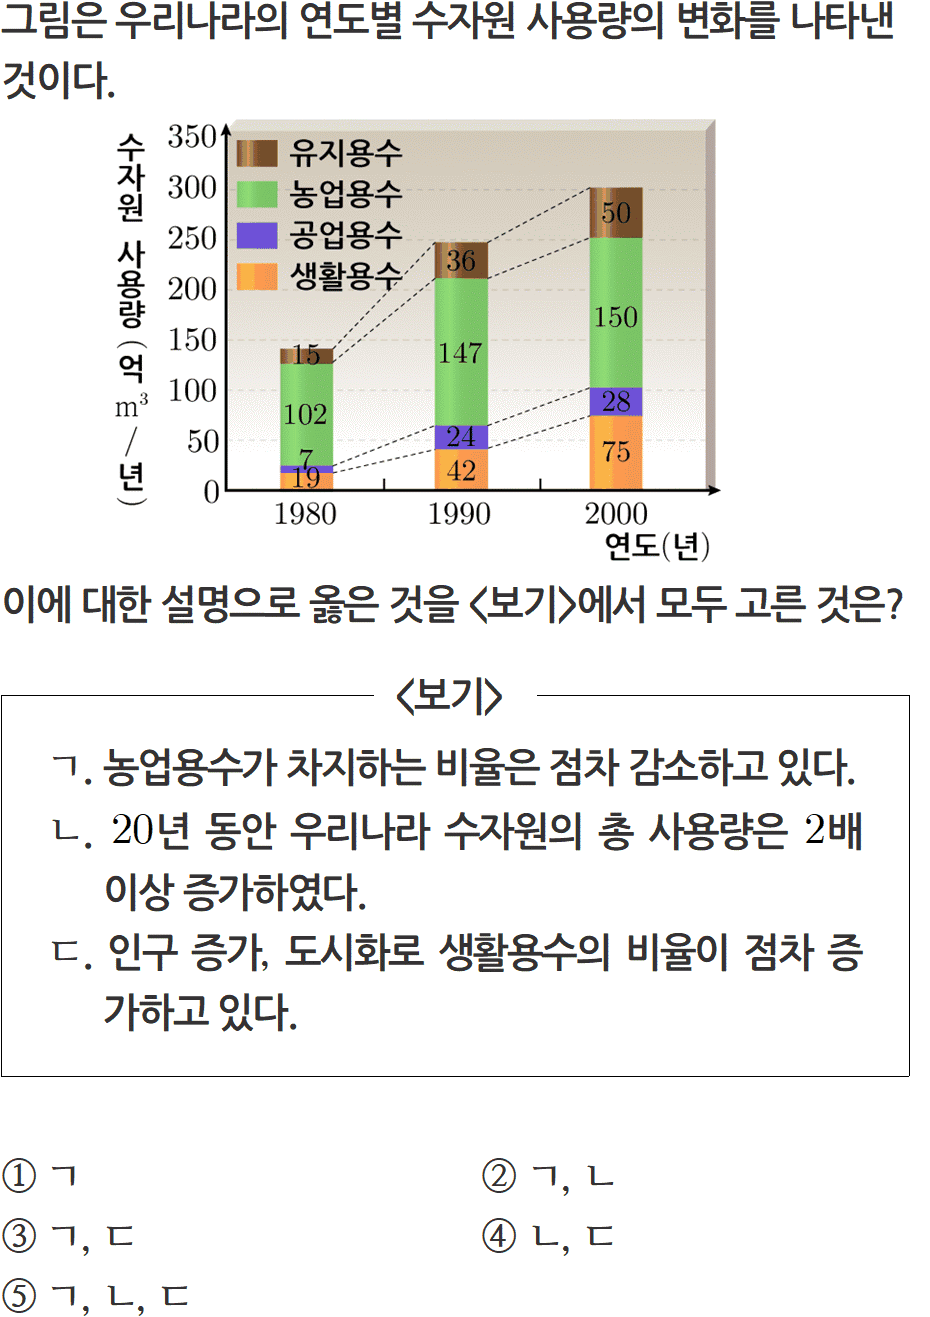 그림은 우리나라의 연도별 수자원 사용량의 변화를 나타낸
것이다.
수자원 사용량(억 m³/년)
350
300
250
200
150
100
50
0
유지용수
농업용수
공업용수
생활용수
15
102
7
19
36
147
24
42
50
150
28
75
1980 1990 2000
연도(년)
이에 대한 설명으로 옳은 것을 <보기>에서 모두 고른 것은?
<보기>
ㄱ. 농업용수가 차지하는 비율은 점차 감소하고 있다.
ㄴ. 20년 동안 우리나라 수자원의 총 사용량은 2배
이상 증가하였다.
ㄷ. 인구 증가, 도시화로 생활용수의 비율이 점차 증
가하고 있다.
① ㄱ ② ㄱ, ㄴ
③ ㄱ, ㄷ ④ ㄴ, ㄷ
⑤ ㄱ, ㄴ, ㄷ